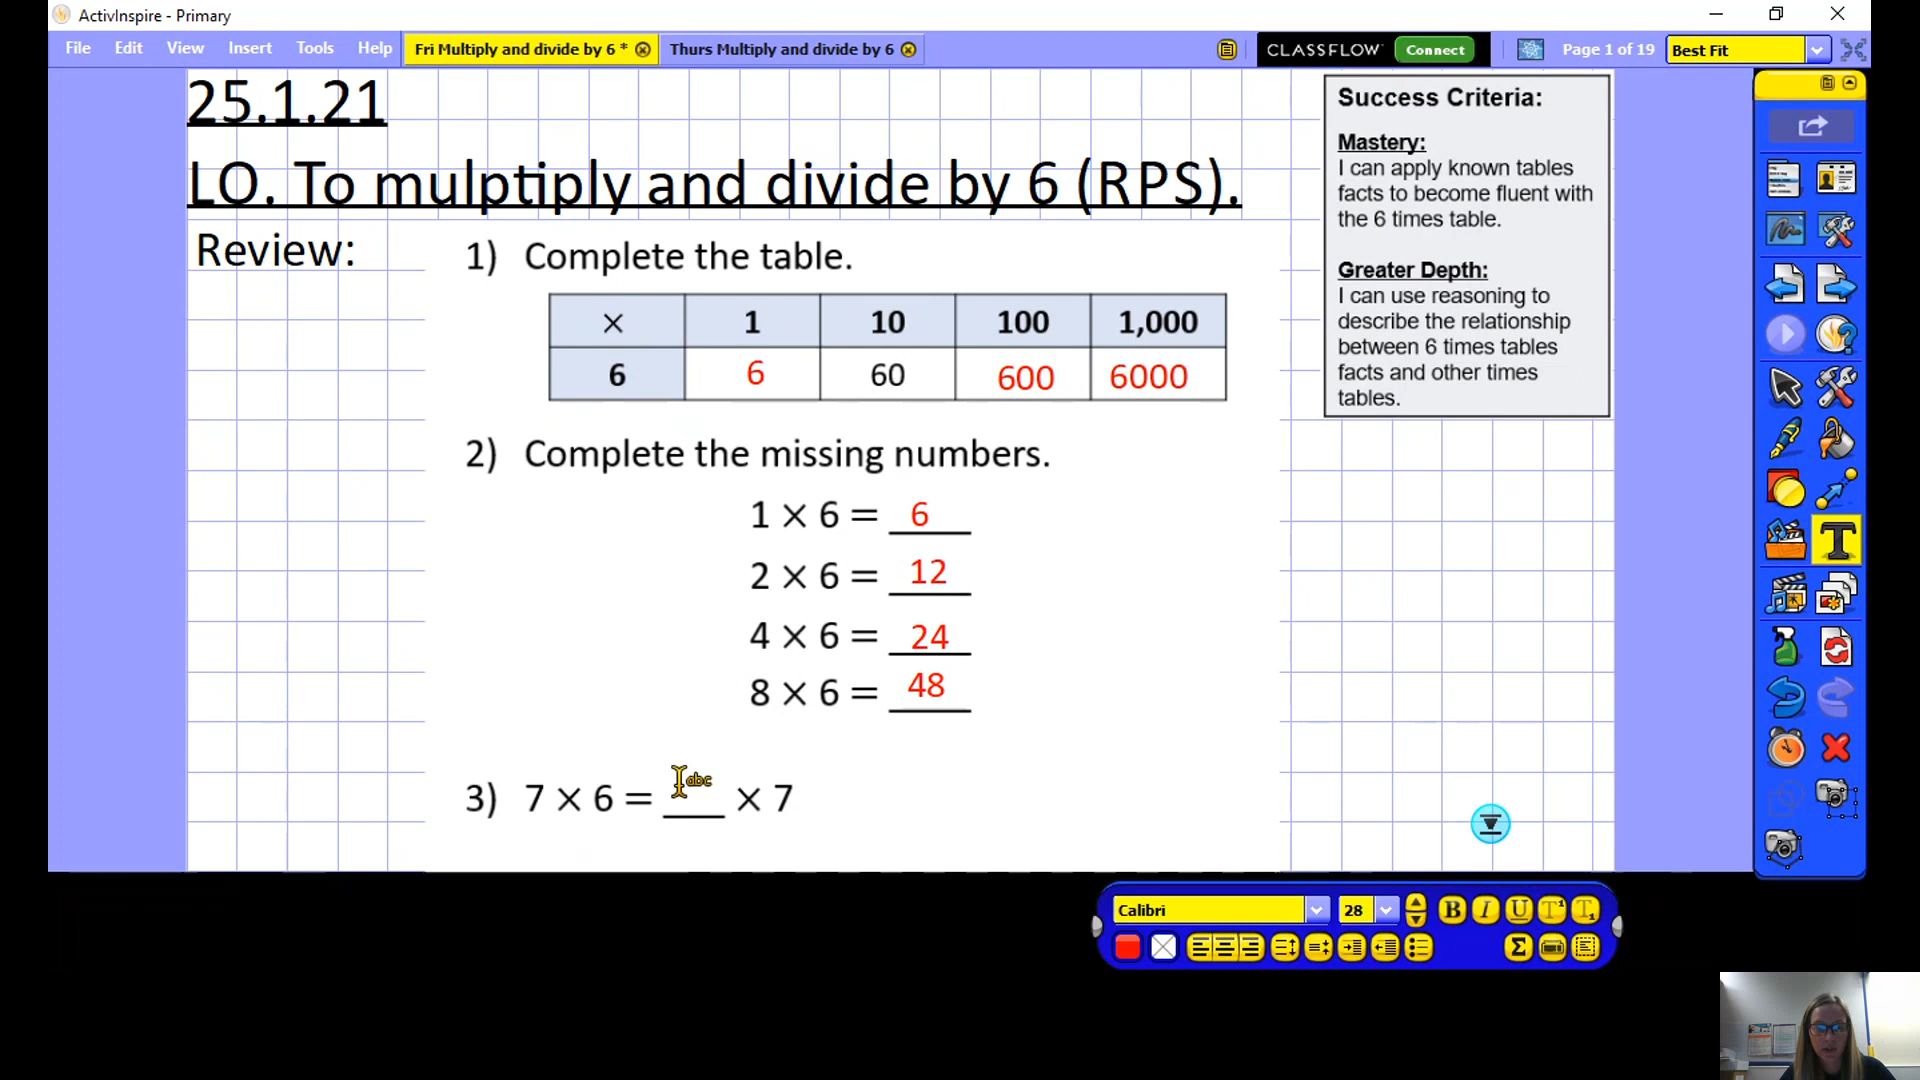 ActivInspire - Primary
File Edit View Insert Tools Help Fri Multiply and divide by 6 * Thurs Multiply and divide by 6 CLASSFLOW Connect Page 1 of 19 Best Fit
25.1.21
LO. To mulptiply and divide by 6 (RPS).
Review:
1) Complete the table.
× 1 10 100 1,000
6 6 60 600 6000
2) Complete the missing numbers.
1 × 6 = 6
2 × 6 = 12
4 × 6 = 24
8 × 6 = 48
3) 7 × 6 = ___ × 7
abc
Success Criteria:
Mastery:
I can apply known tables
facts to become fluent with
the 6 times table.
Greater Depth:
I can use reasoning to
describe the relationship
between 6 times tables
facts and other times
tables.
T
Calibri 28 B I U T¹ T₁
Σ